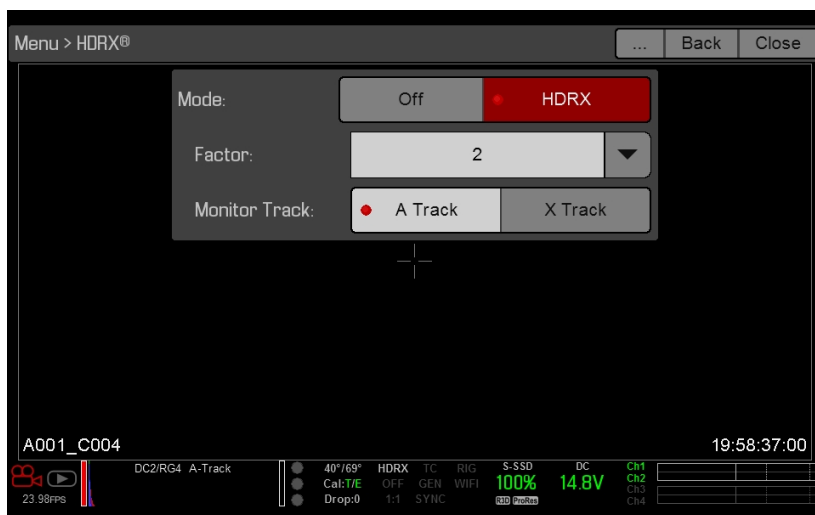 Menu > HDRX®
... Back Close
Mode: Off HDRX
Factor: 2
Monitor Track: A Track X Track
A001_C004 19:58:37:00
DC2/RG4 A-Track 40°/69° HDRX TC RIG S-SSD DC Ch1
Cal:T/E OFF GEN WIFI 100% 14.8V Ch2
23.98FPS Drop:0 1:1 SYNC R3D ProRes Ch3
Ch4